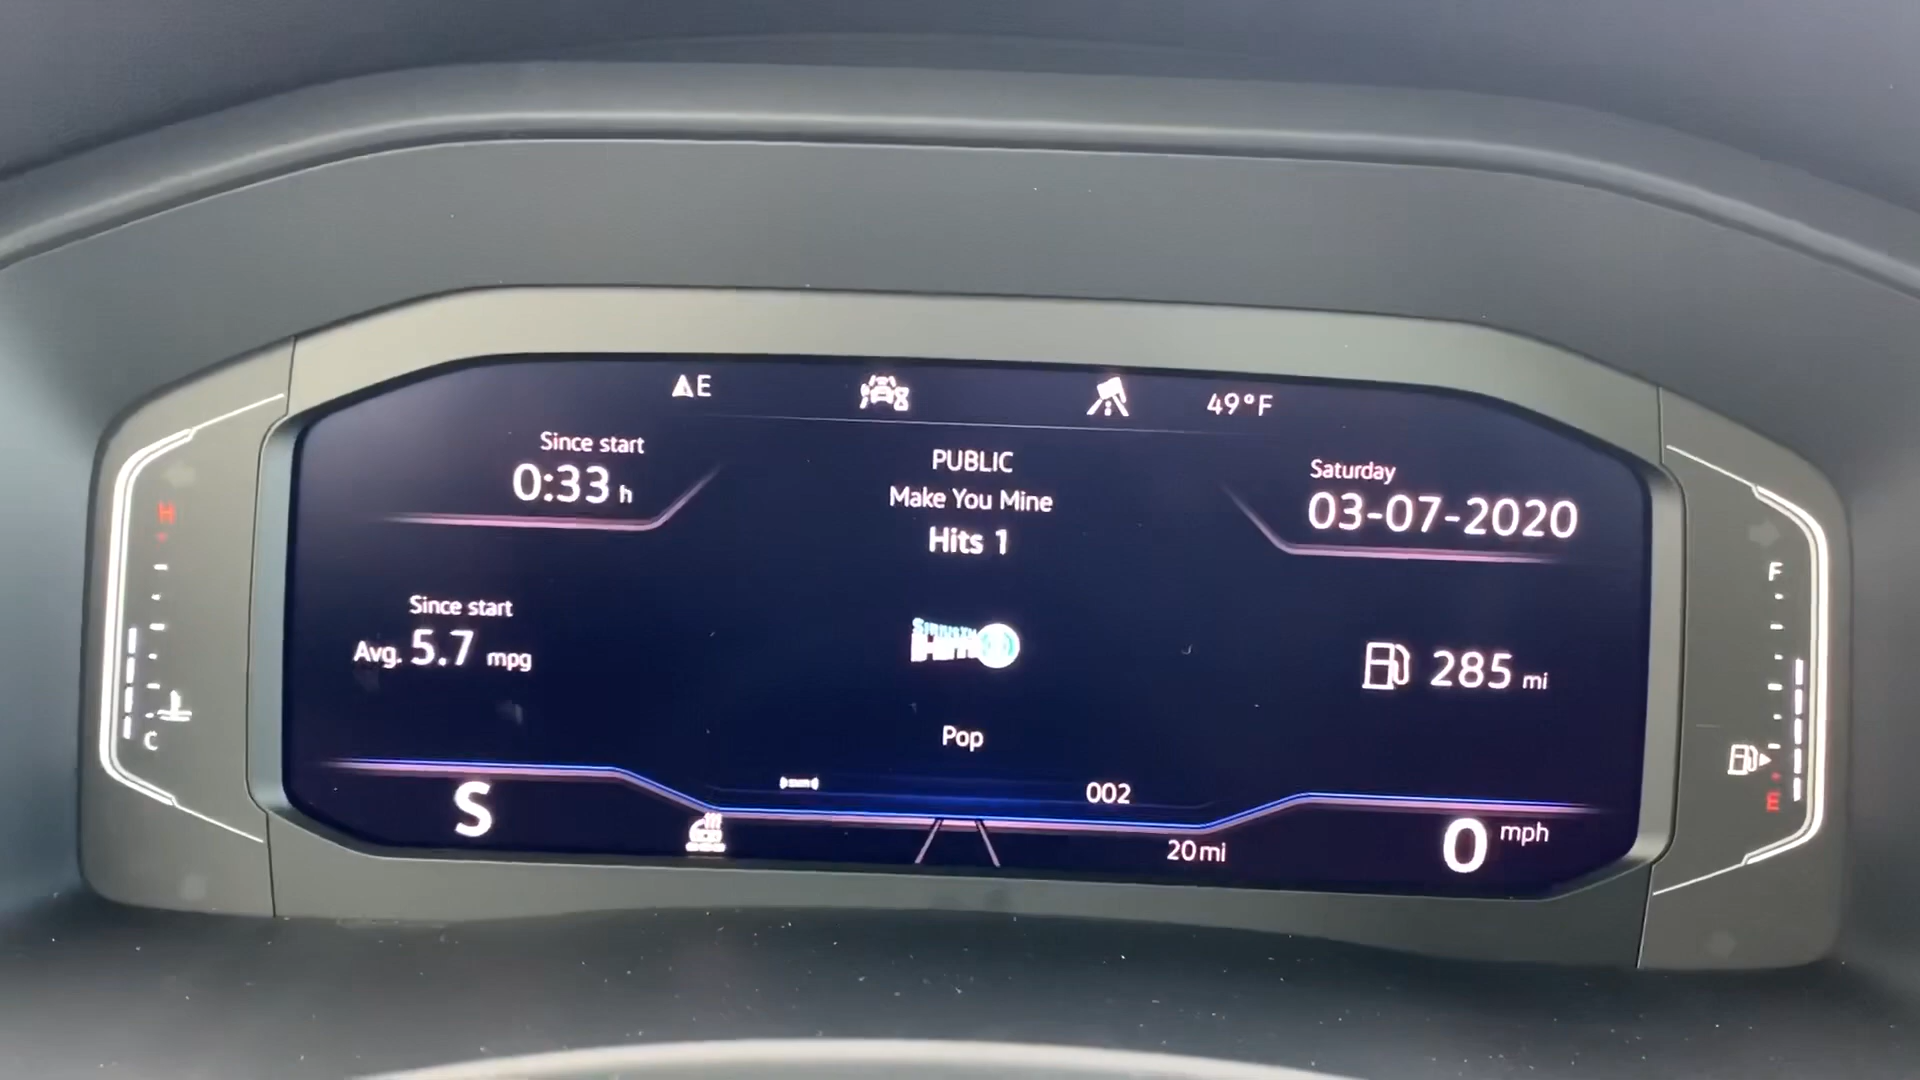 E
49°F
Since start
0:33 h
PUBLIC
Make You Mine
Hits 1
Saturday
03-07-2020
H
F
Since start
Avg. 5.7 mpg
285 mi
C
Pop
E
002
S
20 mi
0 mph